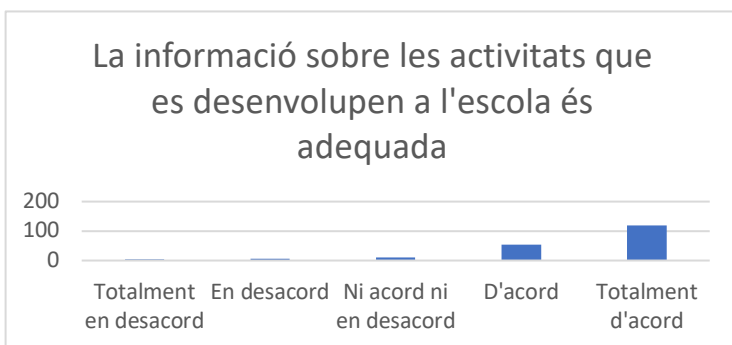 La informació sobre les activitats que
es desenvolupen a l'escola és
adequada
200
100
0
Totalment
en desacord
En desacord
Ni acord ni
en desacord
D'acord
Totalment
d'acord